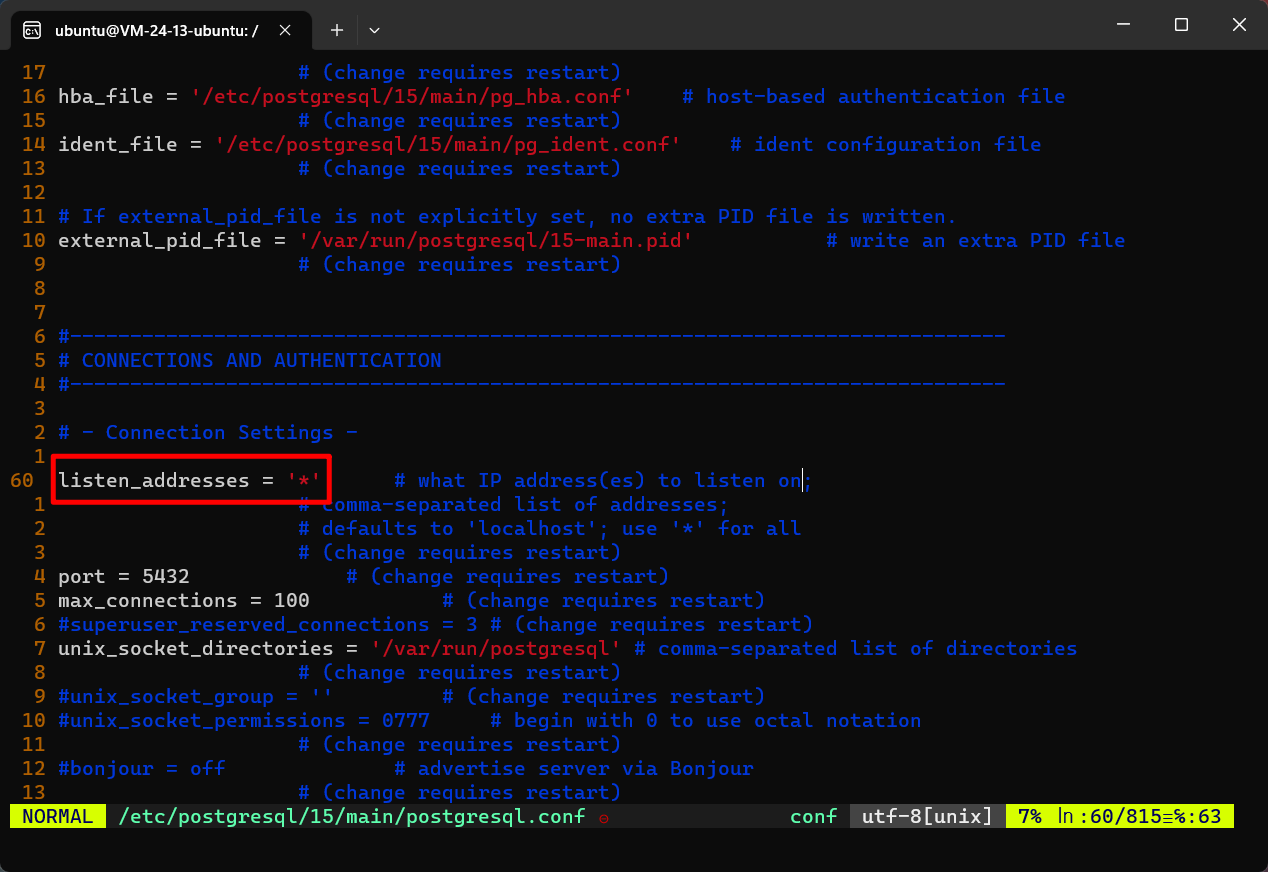 ubuntu@VM-24-13-ubuntu: /
17 # (change requires restart)
16 hba_file = '/etc/postgresql/15/main/pg_hba.conf' # host-based authentication file
15 # (change requires restart)
14 ident_file = '/etc/postgresql/15/main/pg_ident.conf' # ident configuration file
13 # (change requires restart)
12
11 # If external_pid_file is not explicitly set, no extra PID file is written.
10 external_pid_file = '/var/run/postgresql/15-main.pid' # write an extra PID file
9 # (change requires restart)
8
7
6 #------------------------------------------------------------------------------
5 # CONNECTIONS AND AUTHENTICATION
4 #------------------------------------------------------------------------------
3
2 # - Connection Settings -
1
60 listen_addresses = '*' # what IP address(es) to listen on;
1 # comma-separated list of addresses;
2 # defaults to 'localhost'; use '*' for all
3 # (change requires restart)
4 port = 5432 # (change requires restart)
5 max_connections = 100 # (change requires restart)
6 #superuser_reserved_connections = 3 # (change requires restart)
7 unix_socket_directories = '/var/run/postgresql' # comma-separated list of directories
8 # (change requires restart)
9 #unix_socket_group = '' # (change requires restart)
10 #unix_socket_permissions = 0777 # begin with 0 to use octal notation
11 # (change requires restart)
12 #bonjour = off # advertise server via Bonjour
13 # (change requires restart)
NORMAL /etc/postgresql/15/main/postgresql.conf conf utf-8[unix] 7% ln :60/815≡%:63